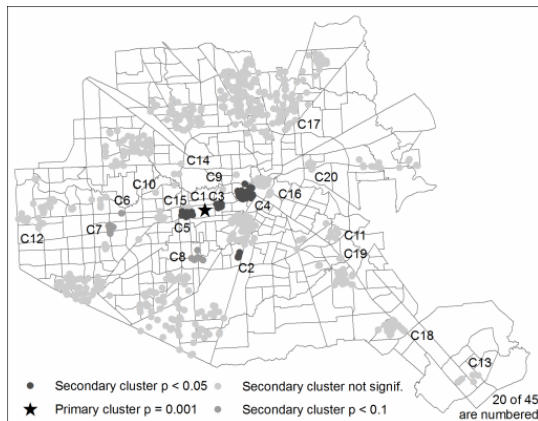 C17
C14
C9
C20
C10
C1
C3
C16
C6
C15
C4
C7
C5
C12
C11
C8
C2
C19
C18
C13
Secondary cluster p < 0.05
Secondary cluster not signif.
20 of 45
Primary cluster p = 0.001
Secondary cluster p < 0.1
are numbered